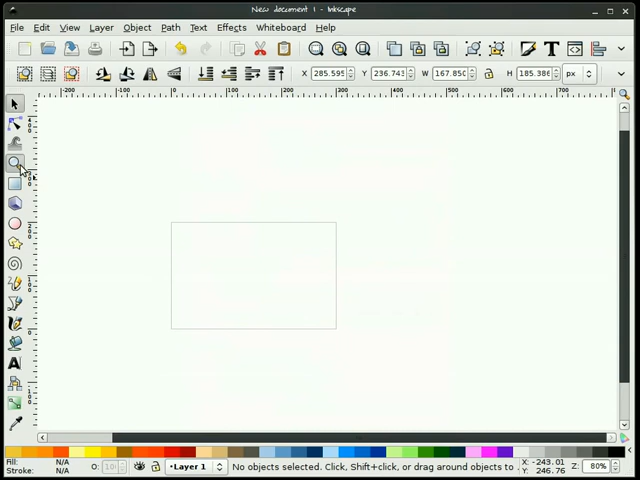 New document 1 - Inkscape
File Edit View Layer Object Path Text Effects Whiteboard Help
X 285.595 Y 236.743 W 167.850 H 185.386 px
-200 -100 0 100 200 300 400 500 600 700
Fill: N/A
Stroke: N/A
O:
Layer 1
No objects selected. Click, Shift+click, or drag around objects to
X: -243.01
Y: 246.76
Z: 80%